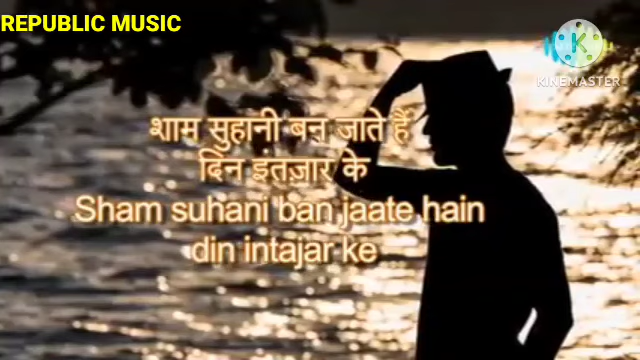 REPUBLIC MUSIC
K
KINEMASTER
शाम सुहानी बन जाते हैं
दिन इंतज़ार के
Sham suhani ban jaate hain
din intajar ke